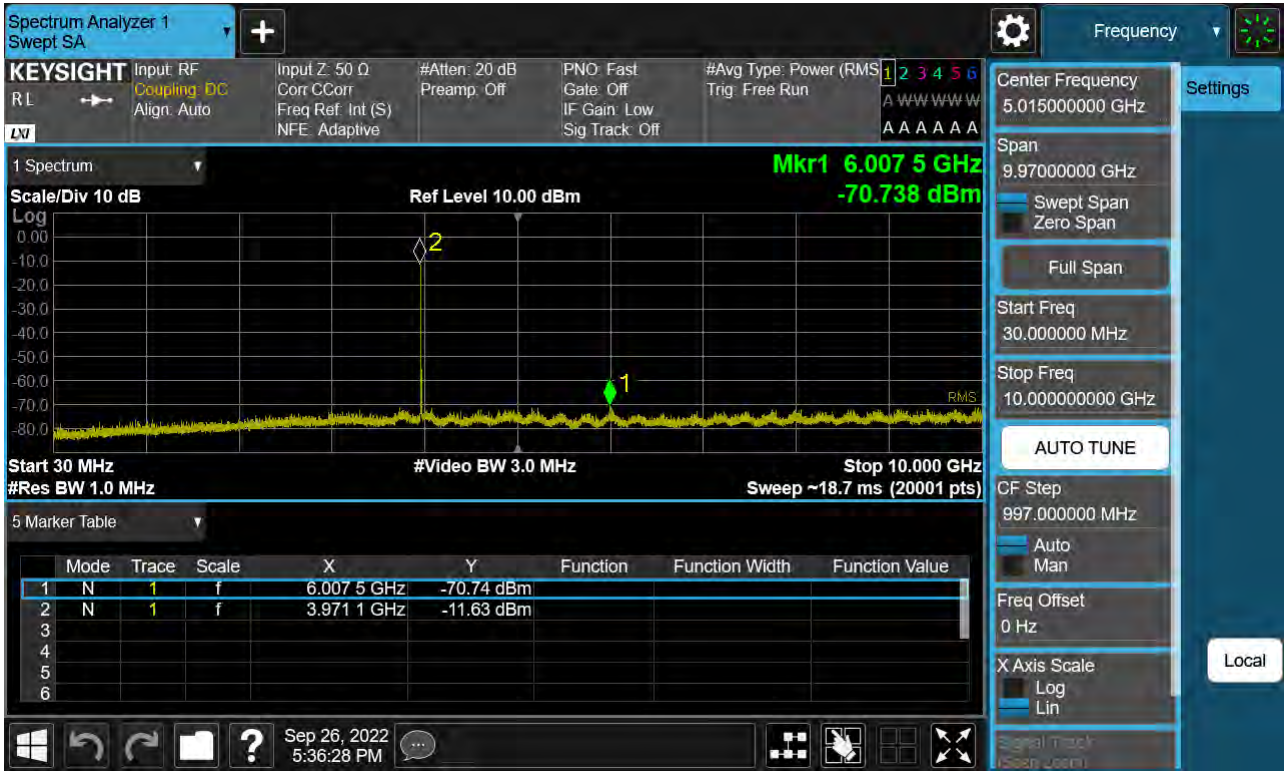 Spectrum Analyzer 1
Swept SA
+
Frequency
KEYSIGHT
RL
LXI
Input: RF
Coupling: DC
Align: Auto
Input Z: 50 Ω
Corr CCorr
Freq Ref: Int (S)
NFE: Adaptive
#Atten: 20 dB
Preamp: Off
PNO: Fast
Gate: Off
IF Gain: Low
Sig Track: Off
#Avg Type: Power (RMS
Trig: Free Run
1 2 3 4 5 6
A W W W W W
A A A A A A
1 Spectrum
Mkr1 6.007 5 GHz
-70.738 dBm
Scale/Div 10 dB
Ref Level 10.00 dBm
Log
0.00
-10.0
-20.0
-30.0
-40.0
-50.0
-60.0
-70.0
-80.0
2
1
RMS
Start 30 MHz
#Video BW 3.0 MHz
Stop 10.000 GHz
#Res BW 1.0 MHz
Sweep ~18.7 ms (20001 pts)
5 Marker Table
Mode Trace Scale X Y Function Function Width Function Value
1 N 1 f 6.007 5 GHz -70.74 dBm
2 N 1 f 3.971 1 GHz -11.63 dBm
3
4
5
6
Sep 26, 2022
5:36:28 PM
?
Center Frequency
5.015000000 GHz
Settings
Span
9.97000000 GHz
Swept Span
Zero Span
Full Span
Start Freq
30.000000 MHz
Stop Freq
10.000000000 GHz
AUTO TUNE
CF Step
997.000000 MHz
Auto
Man
Freq Offset
0 Hz
X Axis Scale
Log
Lin
Local
Signal Track
(Span Zoom)